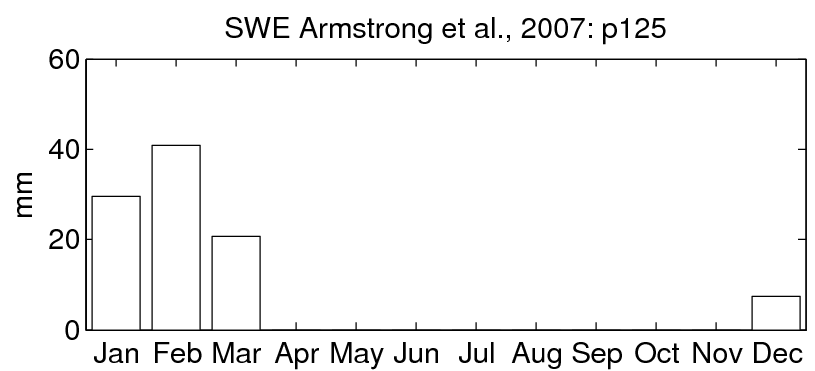 SWE Armstrong et al., 2007: p125
60
40
20
0
mm
Jan Feb Mar Apr May Jun Jul Aug Sep Oct Nov Dec